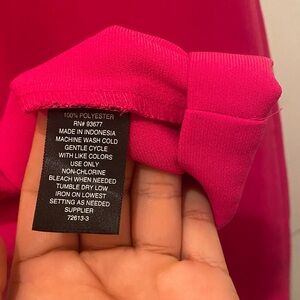 100% POLYESTER
RN# 93677
MADE IN INDONESIA
MACHINE WASH COLD
GENTLE CYCLE
WITH LIKE COLORS
USE ONLY
NON-CHLORINE
BLEACH WHEN NEEDED
TUMBLE DRY LOW
IRON ON LOWEST
SETTING AS NEEDED
SUPPLIER
72613-3